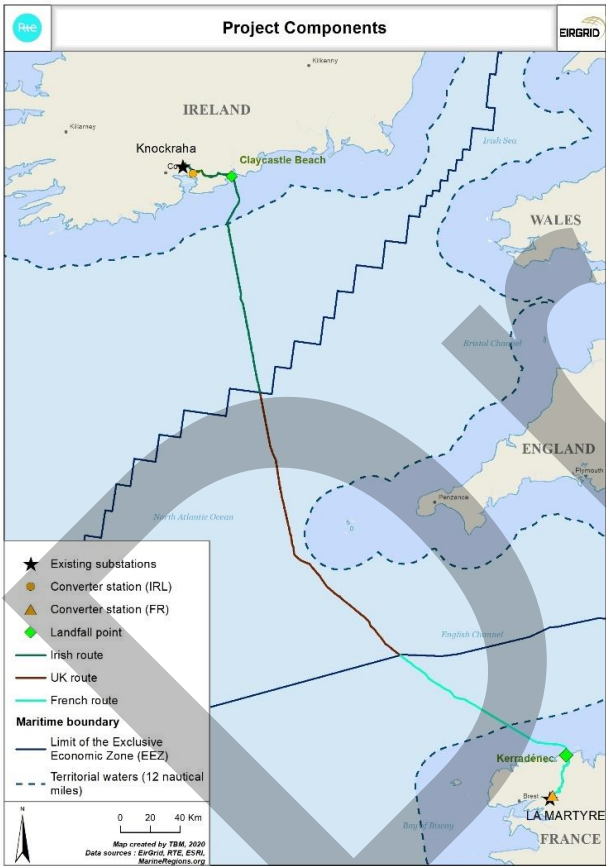 Rte
Project Components
EIRGRID
Kilkenny
IRELAND
Killarney
Irish Sea
Knockraha
Co
Claycastle Beach
WALES
Bristol Channel
ENGLAND
Plymouth
Penzance
North Atlantic Ocean
English Channel
Existing substations
Converter station (IRL)
Converter station (FR)
Landfall point
Irish route
UK route
French route
Maritime boundary
Limit of the Exclusive
Economic Zone (EEZ)
Territorial waters (12 nautical
miles)
Kerradénec
Brest
LA MARTYRE
Bay of Biscay
FRANCE
N
0 20 40 Km
Map created by TBM, 2020
Data sources : EirGrid, RTE, ESRI,
MarineRegions.org